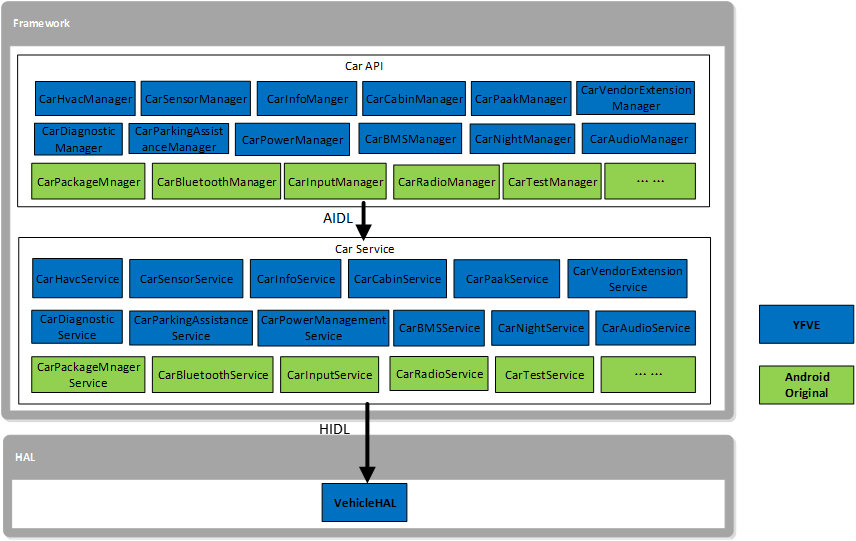 Framework
Car API
CarHvacManager
CarSensorManager
CarInfoManger
CarCabinManager
CarPaakManager
CarVendorExtension
Manager
CarDiagnostic
Manager
CarParkingAssist
anceManager
CarPowerManager
CarBMSManager
CarNightManager
CarAudioManager
CarPackageMnager
CarBluetoothManager
CarInputManager
CarRadioManager
CarTestManager
... ...
AIDL
Car Service
CarHavcService
CarSensorService
CarInfoService
CarCabinService
CarPaakService
CarVendorExtension
Service
CarDiagnostic
Service
CarParkingAssistance
Service
CarPowerManagement
Service
CarBMSService
CarNightService
CarAudioService
CarPackageMnager
Service
CarBluetoothService
CarInputService
CarRadioService
CarTestService
... ...
YFVE
Android
Original
HIDL
HAL
VehicleHAL